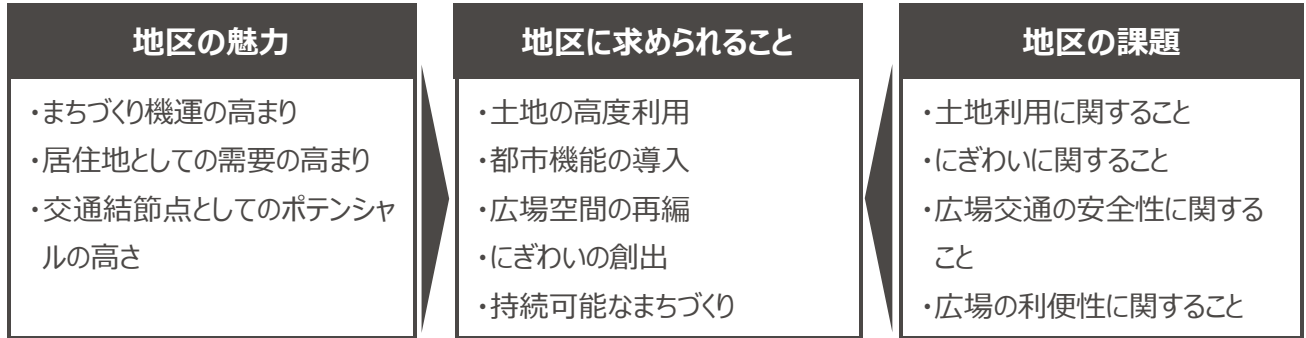 地区の魅力
・まちづくり機運の高まり
・居住地としての需要の高まり
・交通結節点としてのポテンシャ
ルの高さ
地区に求められること
・土地の高度利用
・都市機能の導入
・広場空間の再編
・にぎわいの創出
・持続可能なまちづくり
地区の課題
・土地利用に関すること
・にぎわいに関すること
・広場交通の安全性に関する
こと
・広場の利便性に関すること